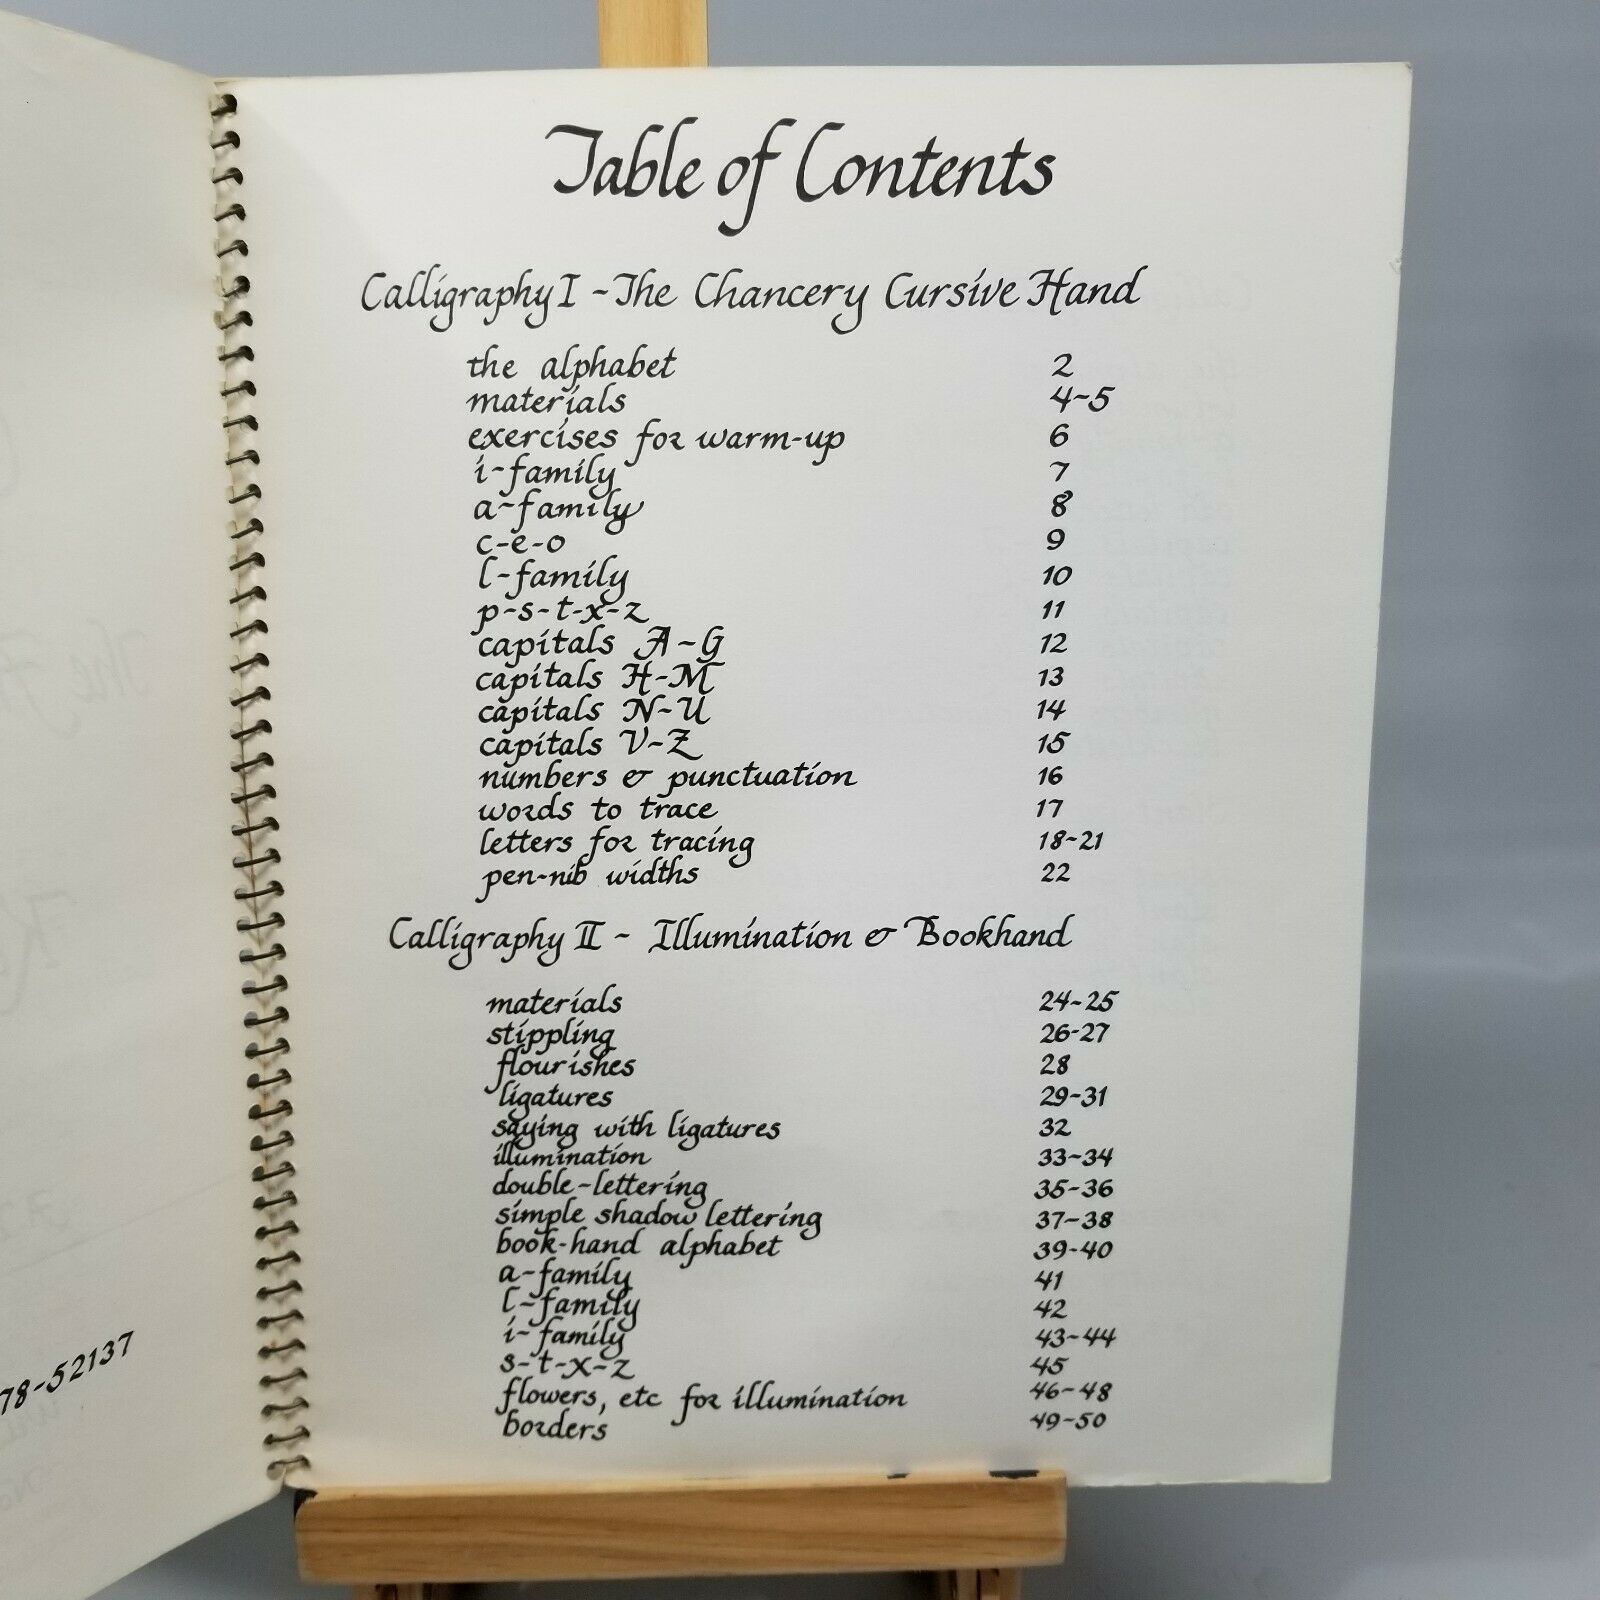 Table of Contents
Calligraphy I ~ The Chancery Cursive Hand
the alphabet 2
materials 4~5
exercises for warm-up 6
i-family 7
a-family 8
c-e-o 9
l-family 10
p-s-t-x-z 11
capitals A-G 12
capitals H-M 13
capitals N-U 14
capitals V-Z 15
numbers & punctuation 16
words to trace 17
letters for tracing 18-21
pen-nib widths 22
Calligraphy II ~ Illumination & Bookhand
materials 24-25
stippling 26-27
flourishes 28
ligatures 29-31
saying with ligatures 32
illumination 33-34
double-lettering 35-36
simple shadow lettering 37-38
book-hand alphabet 39-40
a-family 41
l-family 42
i-family 43-44
s-t-x-z 45
flowers, etc for illumination 46-48
borders 49-50
78-52137